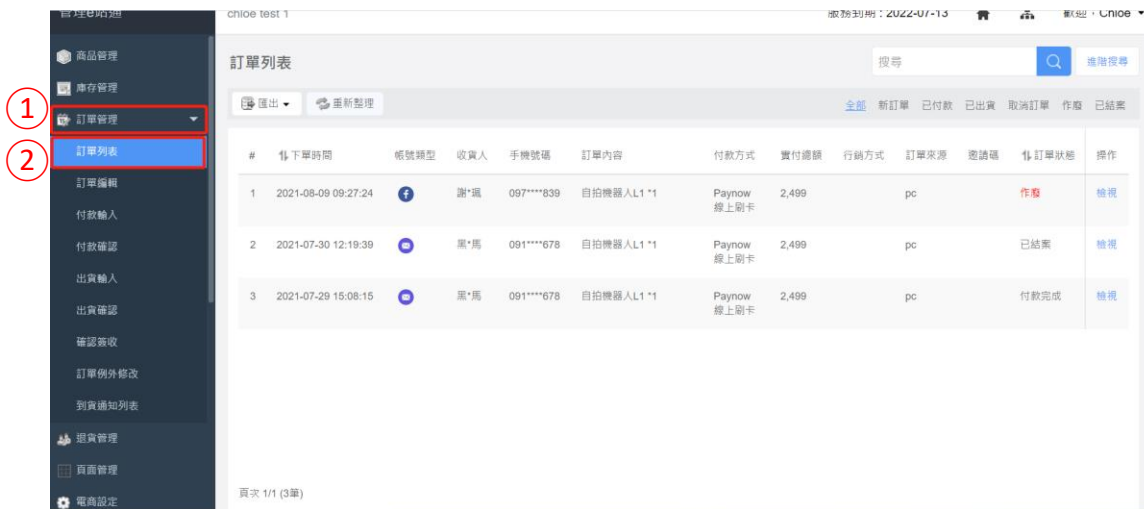 管理e站通
chloe test 1
服務到期 : 2022-07-13
歡迎,Chloe
商品管理
庫存管理
① 訂單管理
② 訂單列表
訂單編輯
付款輸入
付款確認
出貨輸入
出貨確認
確認簽收
訂單例外修改
到貨通知列表
退貨管理
頁面管理
電商設定
訂單列表
搜尋
進階搜尋
匯出 重新整理
全部 新訂單 已付款 已出貨 取消訂單 作廢 已結案
# 下單時間 帳號類型 收貨人 手機號碼 訂單內容 付款方式 實付總額 行銷方式 訂單來源 邀請碼 訂單狀態 操作
1 2021-08-09 09:27:24 謝*珮 097****839 自拍機器人L1 *1 Paynow 2,499 pc 作廢 檢視
線上刷卡
2 2021-07-30 12:19:39 黑*馬 091****678 自拍機器人L1 *1 Paynow 2,499 pc 已結案 檢視
線上刷卡
3 2021-07-29 15:08:15 黑*馬 091****678 自拍機器人L1 *1 Paynow 2,499 pc 付款完成 檢視
線上刷卡
頁次 1/1 (3筆)